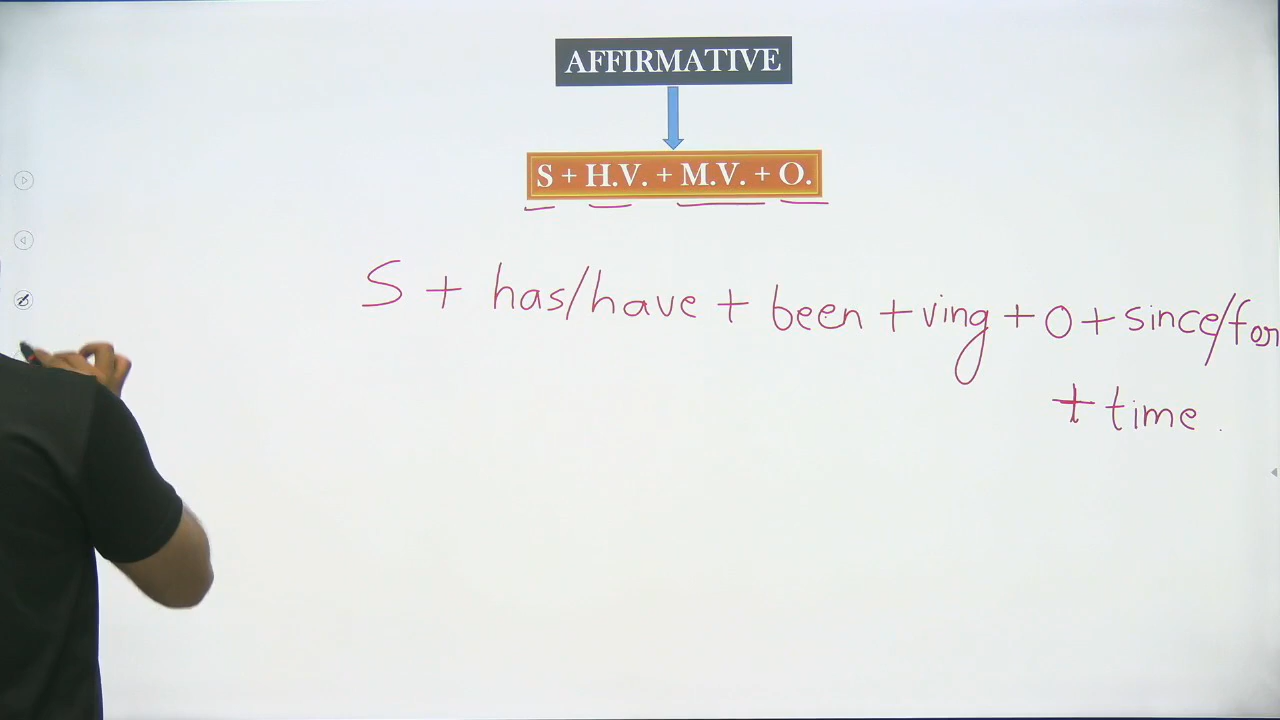 AFFIRMATIVE
S + H.V. + M.V. + O.
S + has/have + been + ving + O + since/for
+ time.